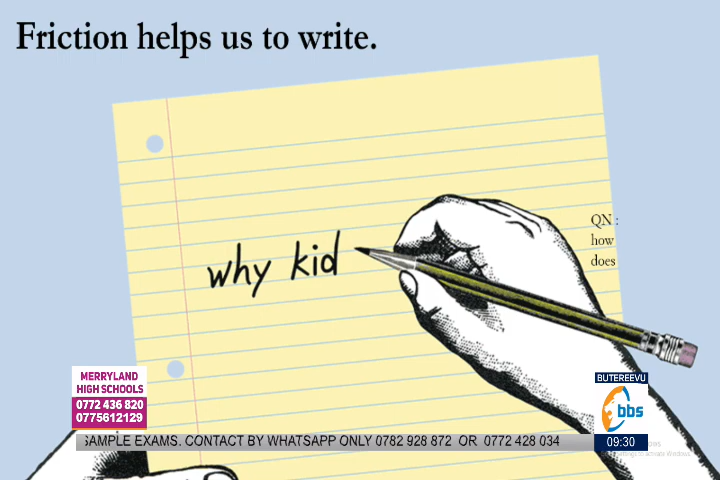 Friction helps us to write.
QN :
how
does
why kid
MERRYLAND
HIGH SCHOOLS
0772 436 820
0775612129
BUTEREEVU
bbs
SAMPLE EXAMS. CONTACT BY WHATSAPP ONLY 0782 928 872 OR 0772 428 034
09:30